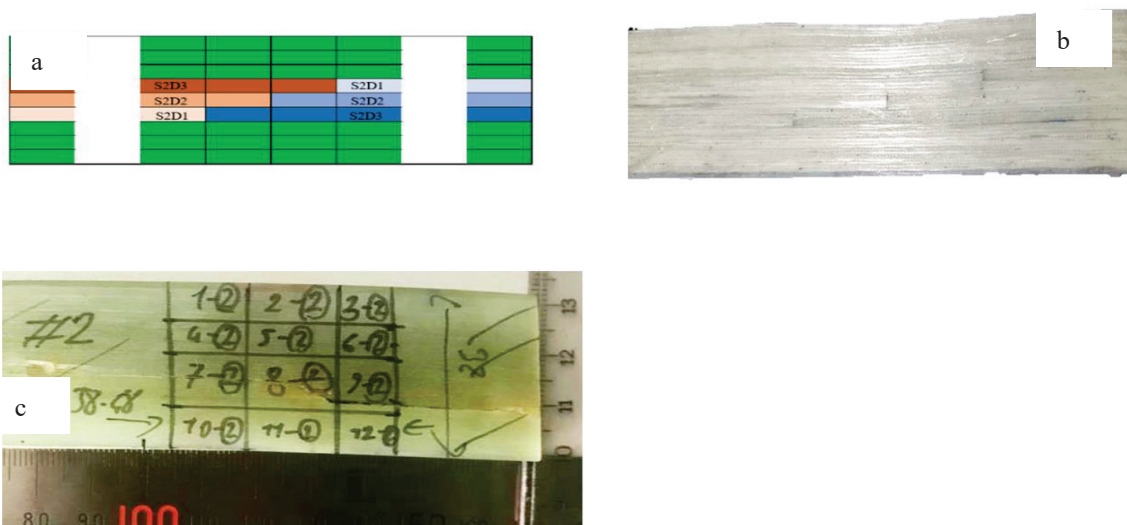 a
S2D3 S2D1
S2D2 S2D2
S2D1 S2D3
b
1-② 2-② 3-②
#2
4-② 5-② 6-②
7-② 8-② 9-②
c
10-② 11-② 12-②
13
12
11
80 90 100